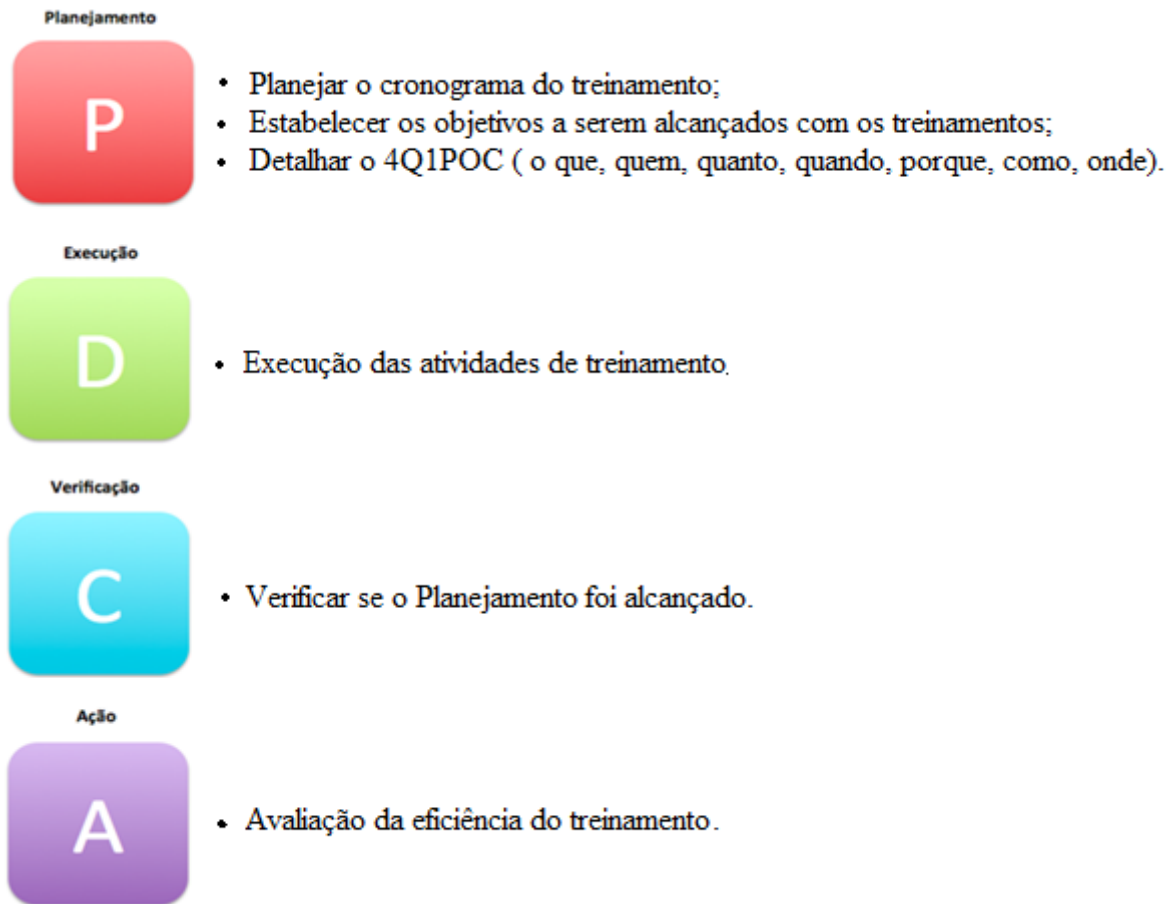 Planejamento
P
• Planejar o cronograma do treinamento;
• Estabelecer os objetivos a serem alcançados com os treinamentos;
• Detalhar o 4Q1POC ( o que, quem, quanto, quando, porque, como, onde).
Execução
D
• Execução das atividades de treinamento.
Verificação
C
• Verificar se o Planejamento foi alcançado.
Ação
A
• Avaliação da eficiência do treinamento.